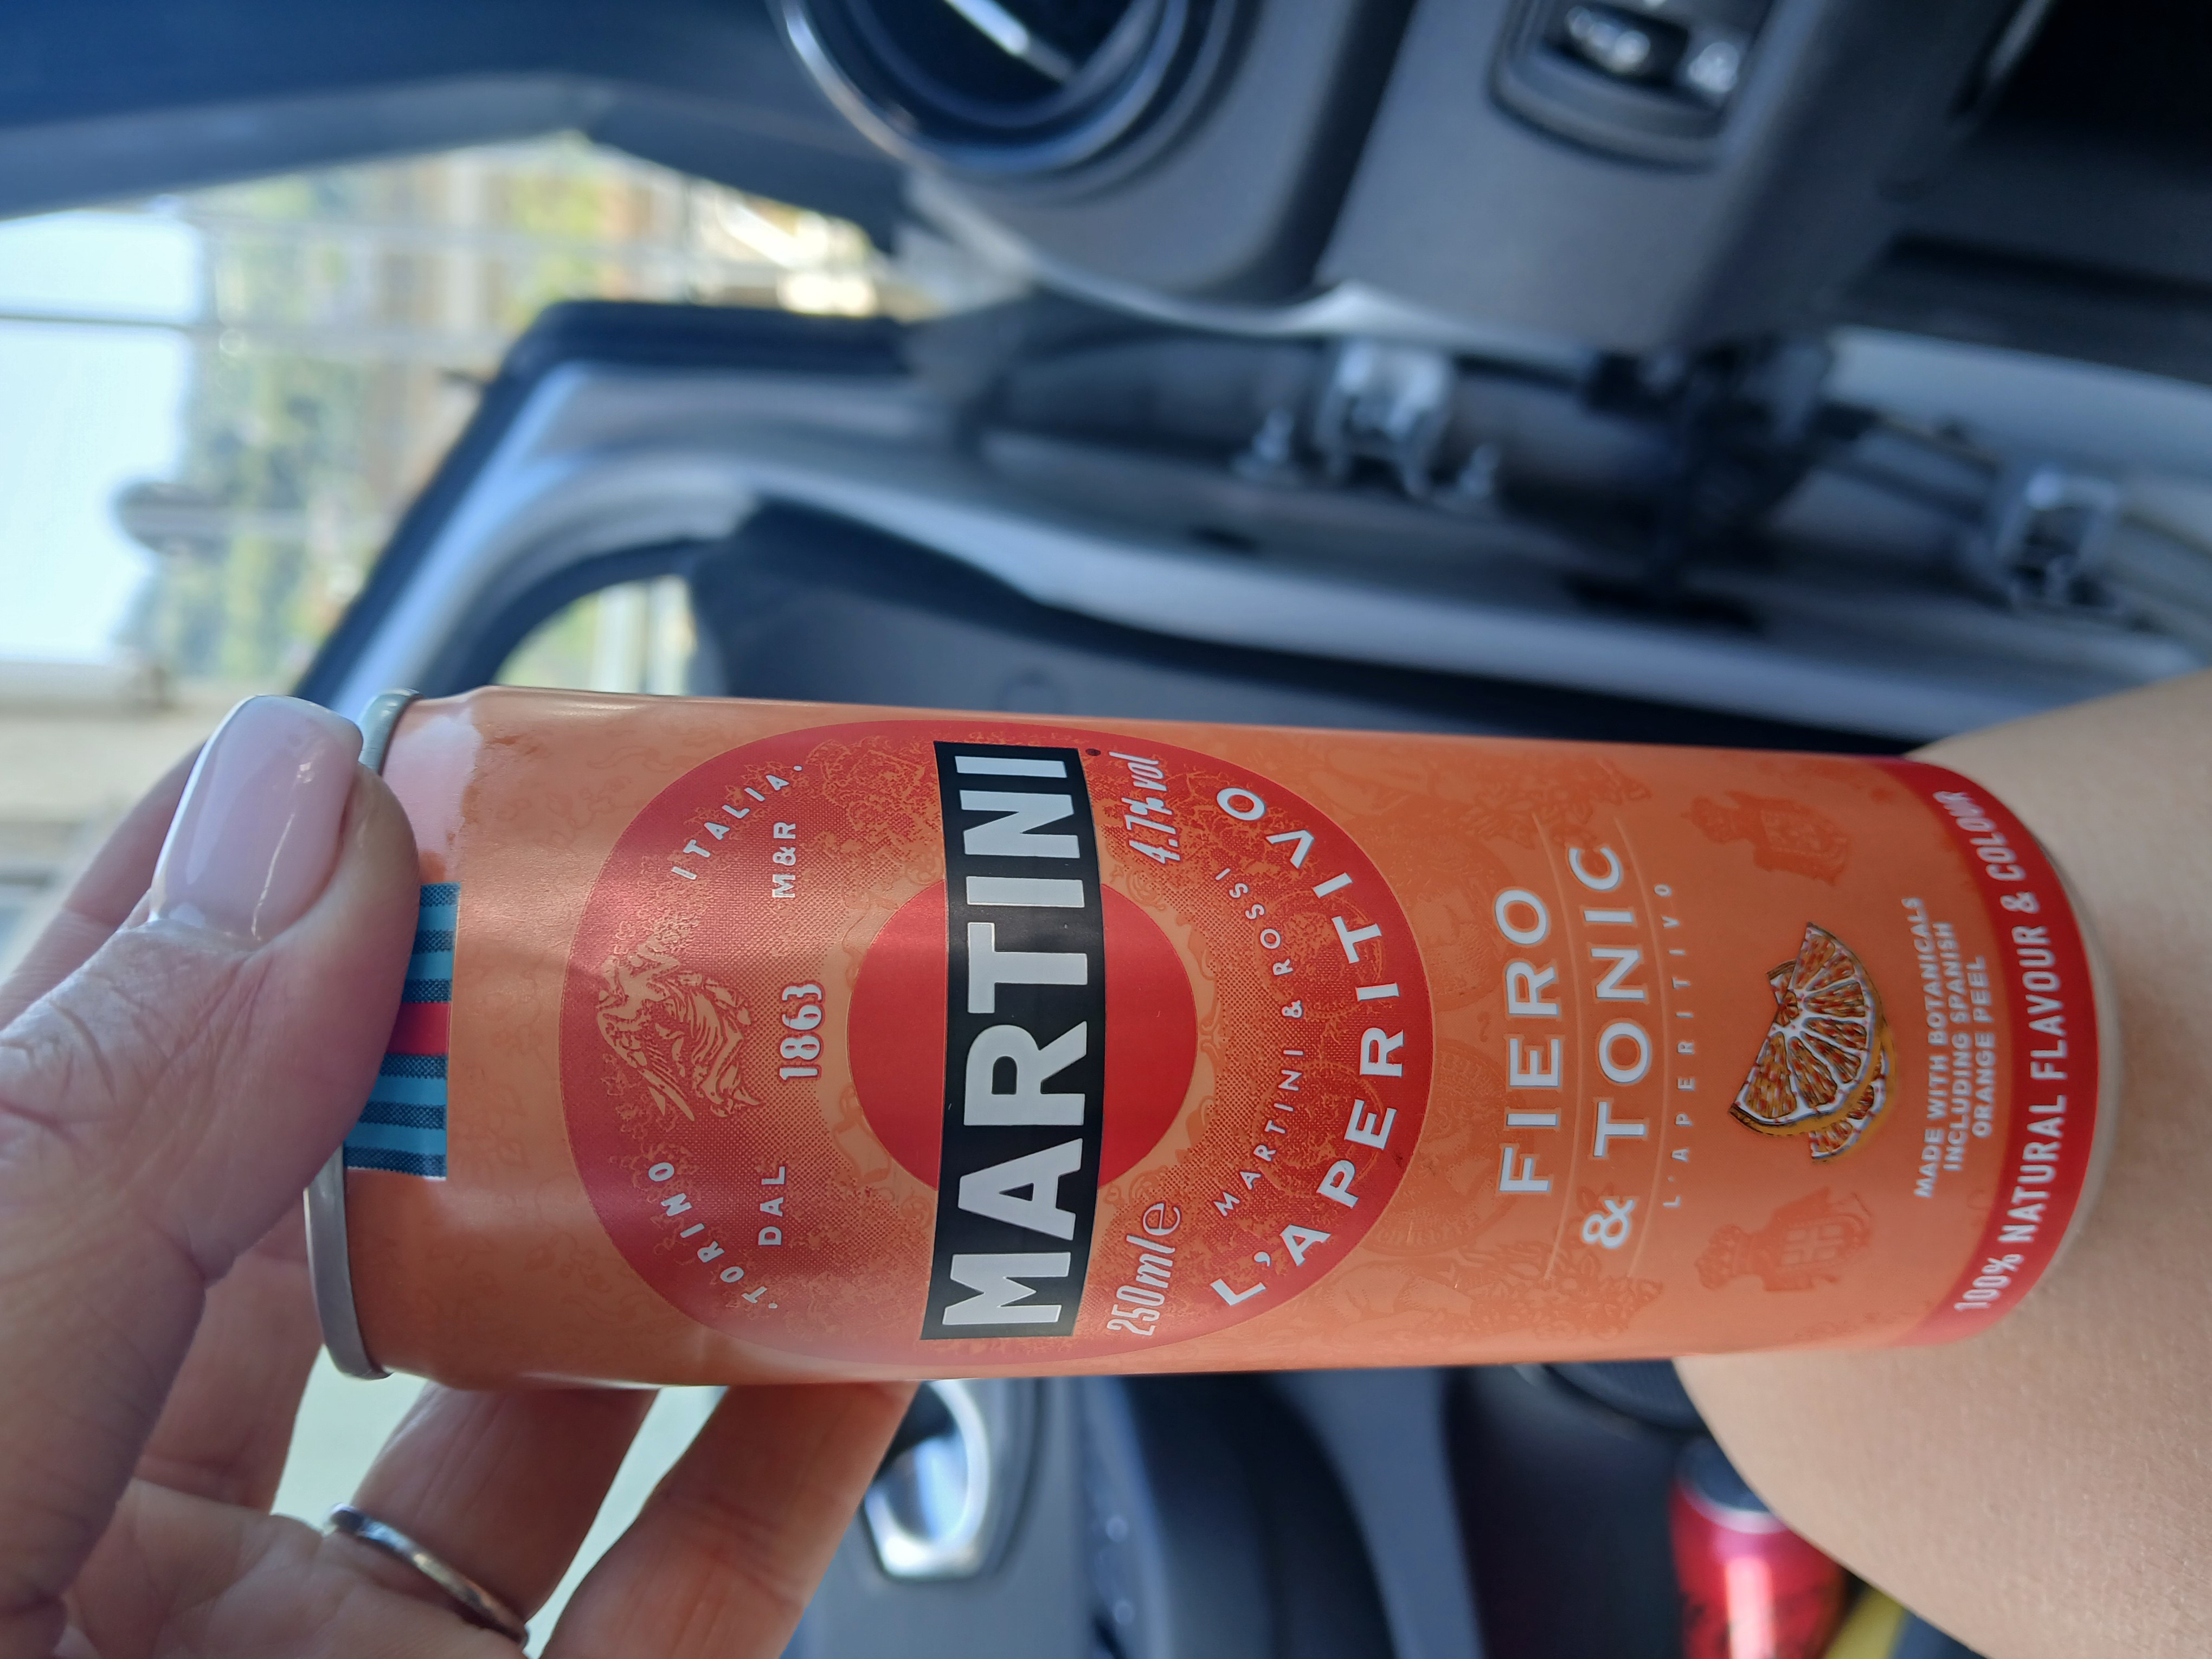 • TORINO ITALIA •
DAL 1863 M&R
MARTINI
250ml e 4.7% vol
MARTINI & ROSSI
L'APERITIVO
FIERO
& TONIC
L'APERITIVO
MADE WITH BOTANICALS
INCLUDING SPANISH
ORANGE PEEL
100% NATURAL FLAVOUR & COLOUR